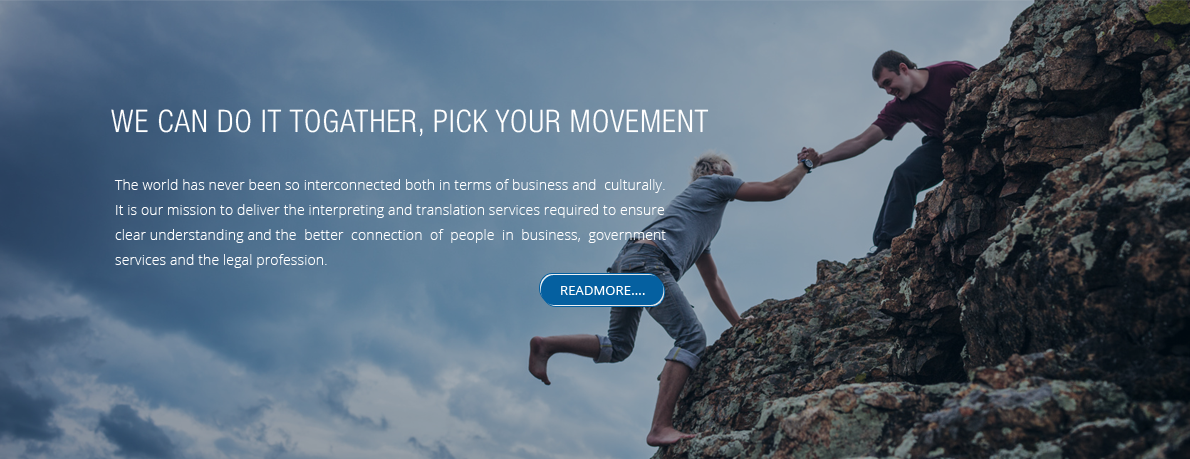 WE CAN DO IT TOGATHER, PICK YOUR MOVEMENT
The world has never been so interconnected both in terms of business and culturally.
It is our mission to deliver the interpreting and translation services required to ensure
clear understanding and the better connection of people in business, government
services and the legal profession.
READMORE....